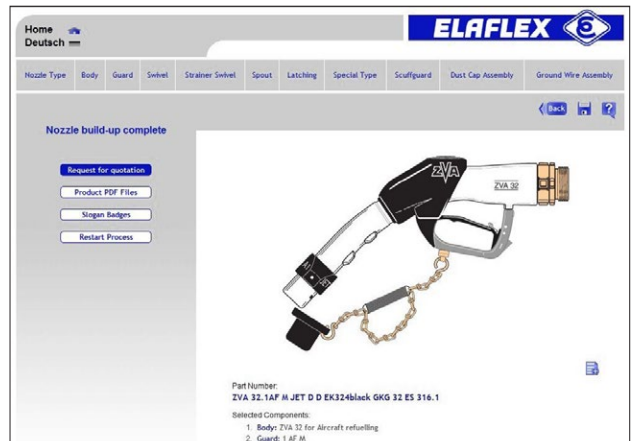 Home
Deutsch
ELAFLEX
Nozzle Type Body Guard Swivel Strainer Swivel Spout Latching Special Type Scuffguard Dust Cap Assembly Ground Wire Assembly
Back
Nozzle build-up complete
Request for quotation
Product PDF Files
Slogan Badges
Restart Process
ZVA
ZVA 32
Part Number:
ZVA 32.1AF M JET D D EK324black GKG 32 ES 316.1
Selected Components:
1. Body: ZVA 32 for Aircraft refuelling
2. Guard: 1 AF M